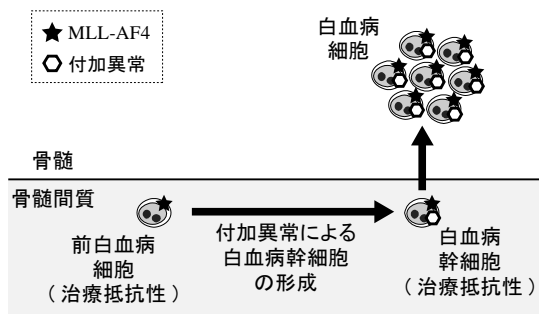 MLL-AF4
付加異常
白血病
細胞
骨髄
骨髄間質
前白血病
細胞
(治療抵抗性)
付加異常による
白血病幹細胞
の形成
白血病
幹細胞
(治療抵抗性)